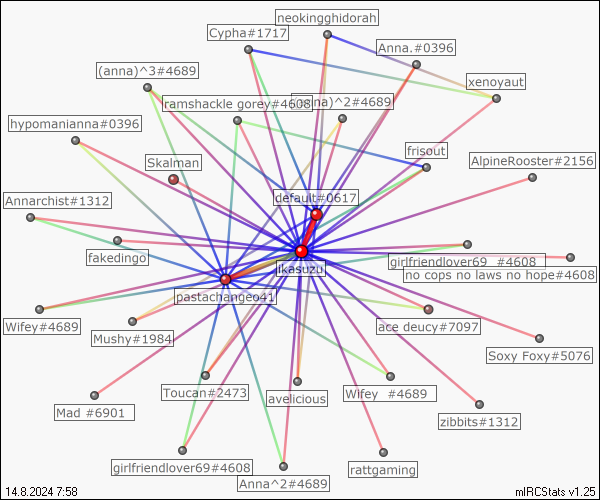 neokingghidorah
Cypha#1717
Anna.#0396
(anna)^3#4689
xenoyaut
ramshackle gorey#4608
)^2#4689
hypomanianna#0396
frisout
Skalman
AlpineRooster#2156
default#0617
Annarchist#1312
fakedingo
girlfriendlover69_#4608
jkasuzu
no cops no laws no hope#4608
pastachangeo41
Wifey#4689
Mushy#1984
ace deucy#7097
Soxy Foxy#5076
Toucan#2473
avelicious
Wifey_#4689
Mad_#6901
zibbits#1312
girlfriendlover69#4608
Anna^2#4689
rattgaming
14.8.2024 7:58
mIRCStats v1.25